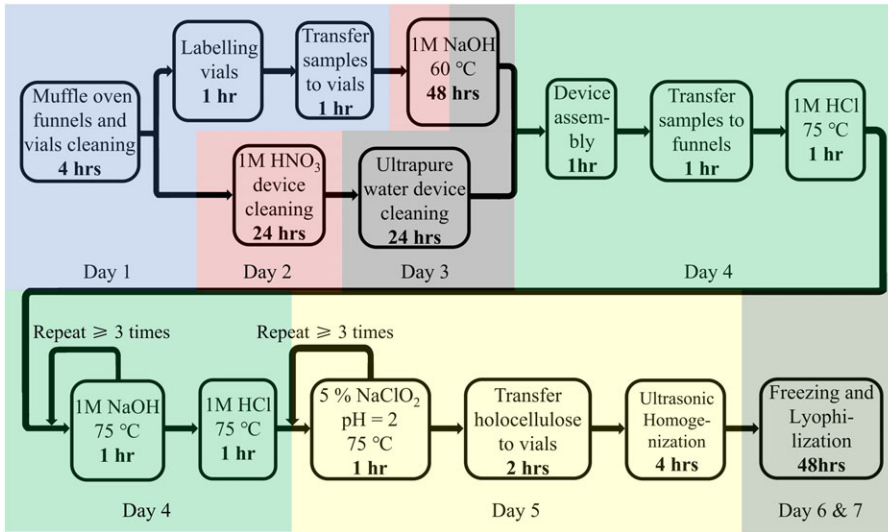 Muffle oven
funnels and
vials cleaning
4 hrs
Labelling
vials
1 hr
Transfer
samples
to vials
1 hr
1M NaOH
60 ℃
48 hrs
1M HNO₃
device
cleaning
24 hrs
Ultrapure
water device
cleaning
24 hrs
Device
assem-
bly
1hr
Transfer
samples to
funnels
1 hr
1M HCl
75 ℃
1 hr
Day 1
Day 2
Day 3
Day 4
Repeat ⩾ 3 times
1M NaOH
75 ℃
1 hr
1M HCl
75 ℃
1 hr
Repeat ⩾ 3 times
5 % NaClO₂
pH = 2
75 ℃
1 hr
Transfer
holocellulose
to vials
2 hrs
Ultrasonic
Homoge-
nization
4 hrs
Freezing and
Lyophi-
lization
48hrs
Day 4
Day 5
Day 6 & 7